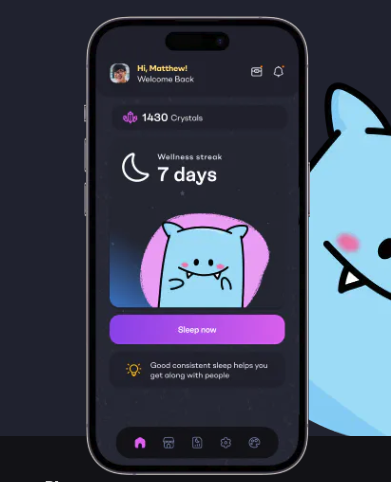 Hi, Matthew!
Welcome Back
1430 Crystals
Wellness streak
7 days
Sleep now
Good consistent sleep helps you
get along with people